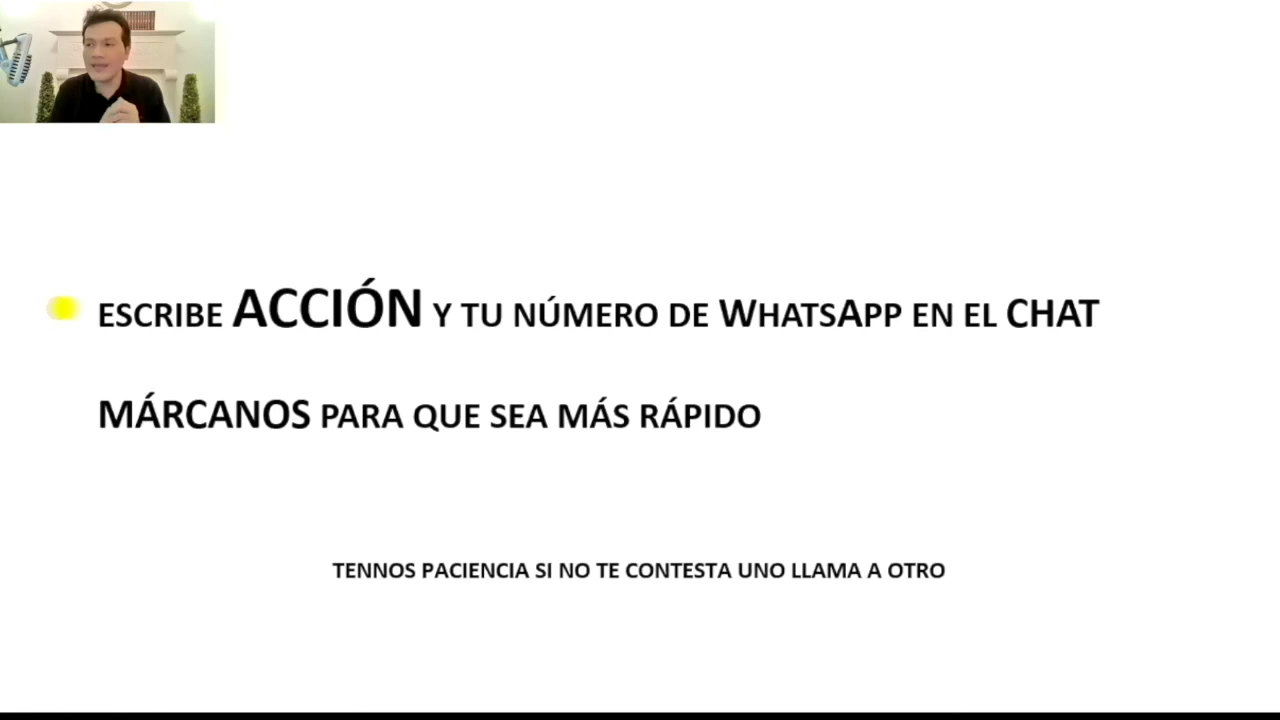 ESCRIBE ACCIÓN Y TU NÚMERO DE WHATSAPP EN EL CHAT
MÁRCANOS PARA QUE SEA MÁS RÁPIDO
TENNOS PACIENCIA SI NO TE CONTESTA UNO LLAMA A OTRO